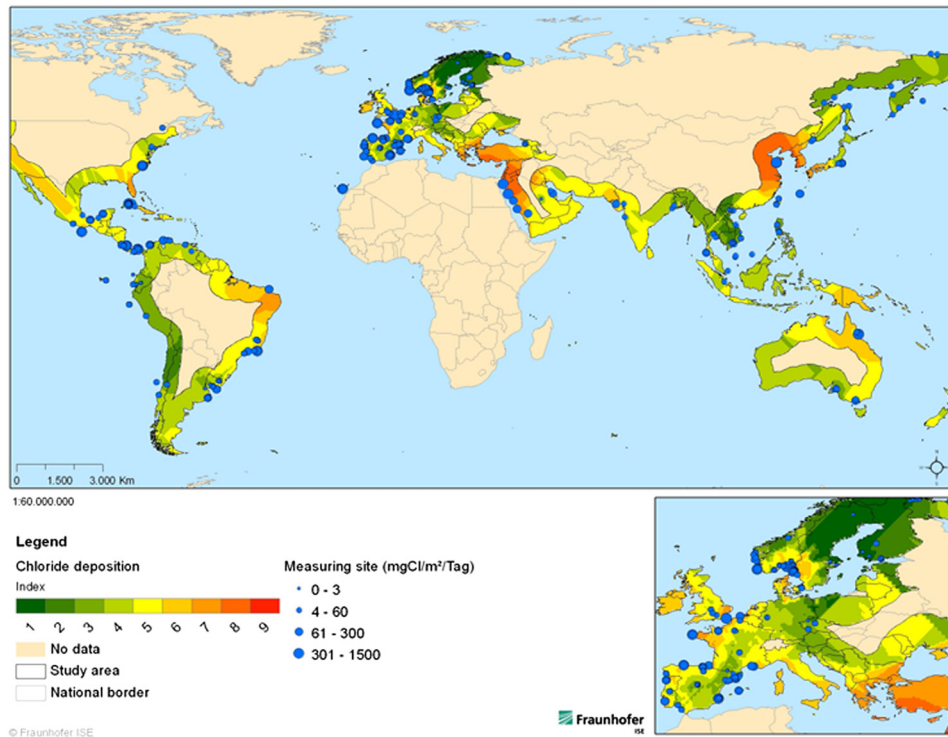 0 1.500 3.000 Km
1:60.000.000
Legend
Chloride deposition
Index
1 2 3 4 5 6 7 8 9
No data
Study area
National border
Measuring site (mgCl/m²/Tag)
0 - 3
4 - 60
61 - 300
301 - 1500
Fraunhofer
ISE
© Fraunhofer ISE